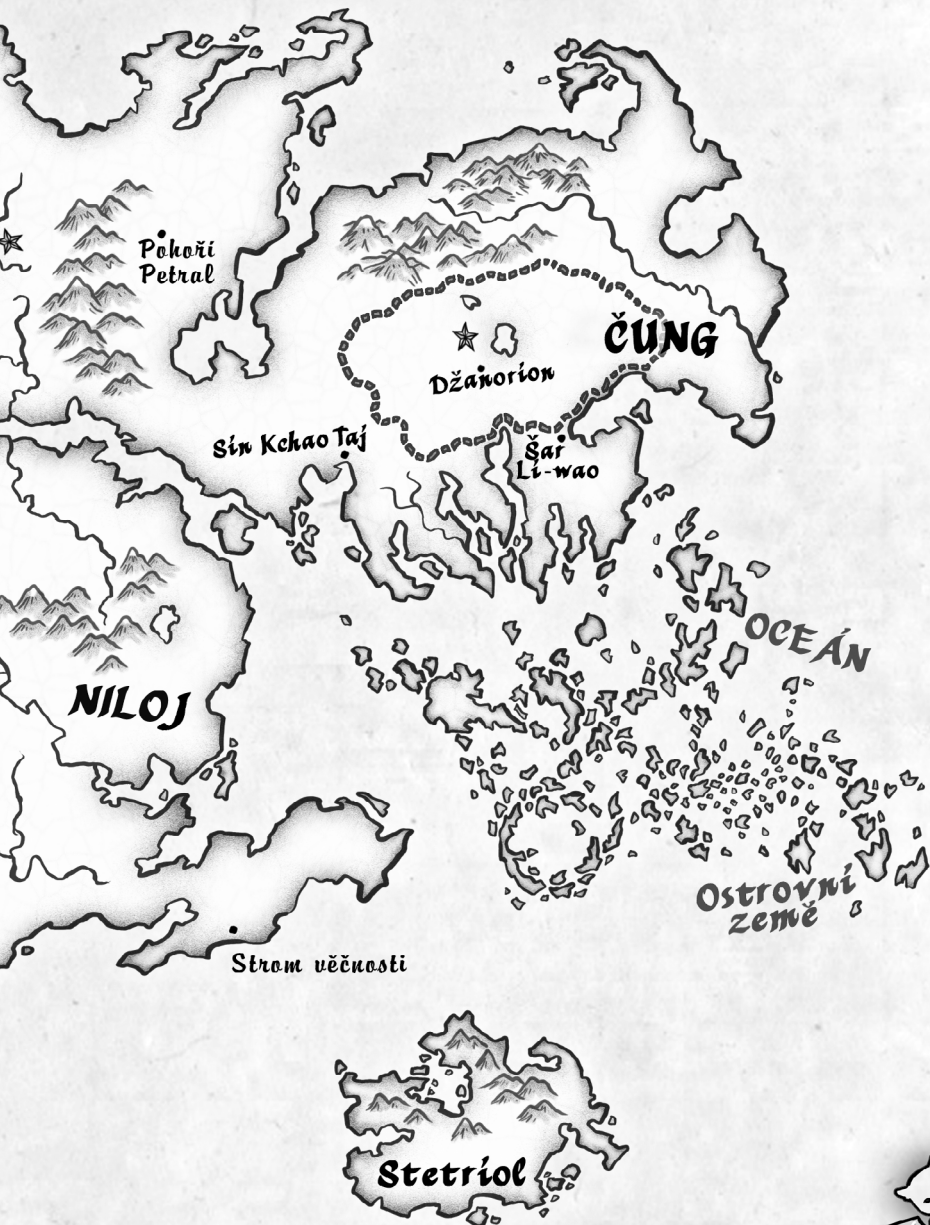 Pohoří
Petral
ČUNG
Džanorion
Sin Kchao Taj
Šar
Li-wao
OCEÁN
NILOJ
Ostrovní
země
Strom věčnosti
Stetriol